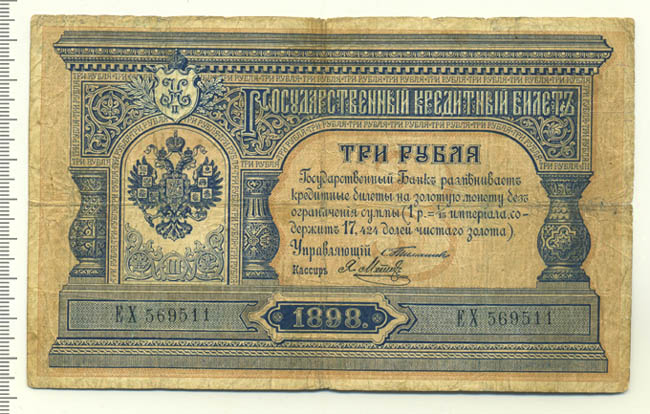 ГОСУДАРСТВЕННЫЙ КРЕДИТНЫЙ БИЛЕТЪ
ТРИ РУБЛЯ
Государственный Банкъ размѣниваетъ
кредитные билеты на золотую монету безъ
ограниченія суммы (1 р.=1/15 имперіала, со-
держитъ 17,424 долей чистаго золота)
Управляющій
Кассиръ
ЕХ 569511
1898.
ЕХ 569511